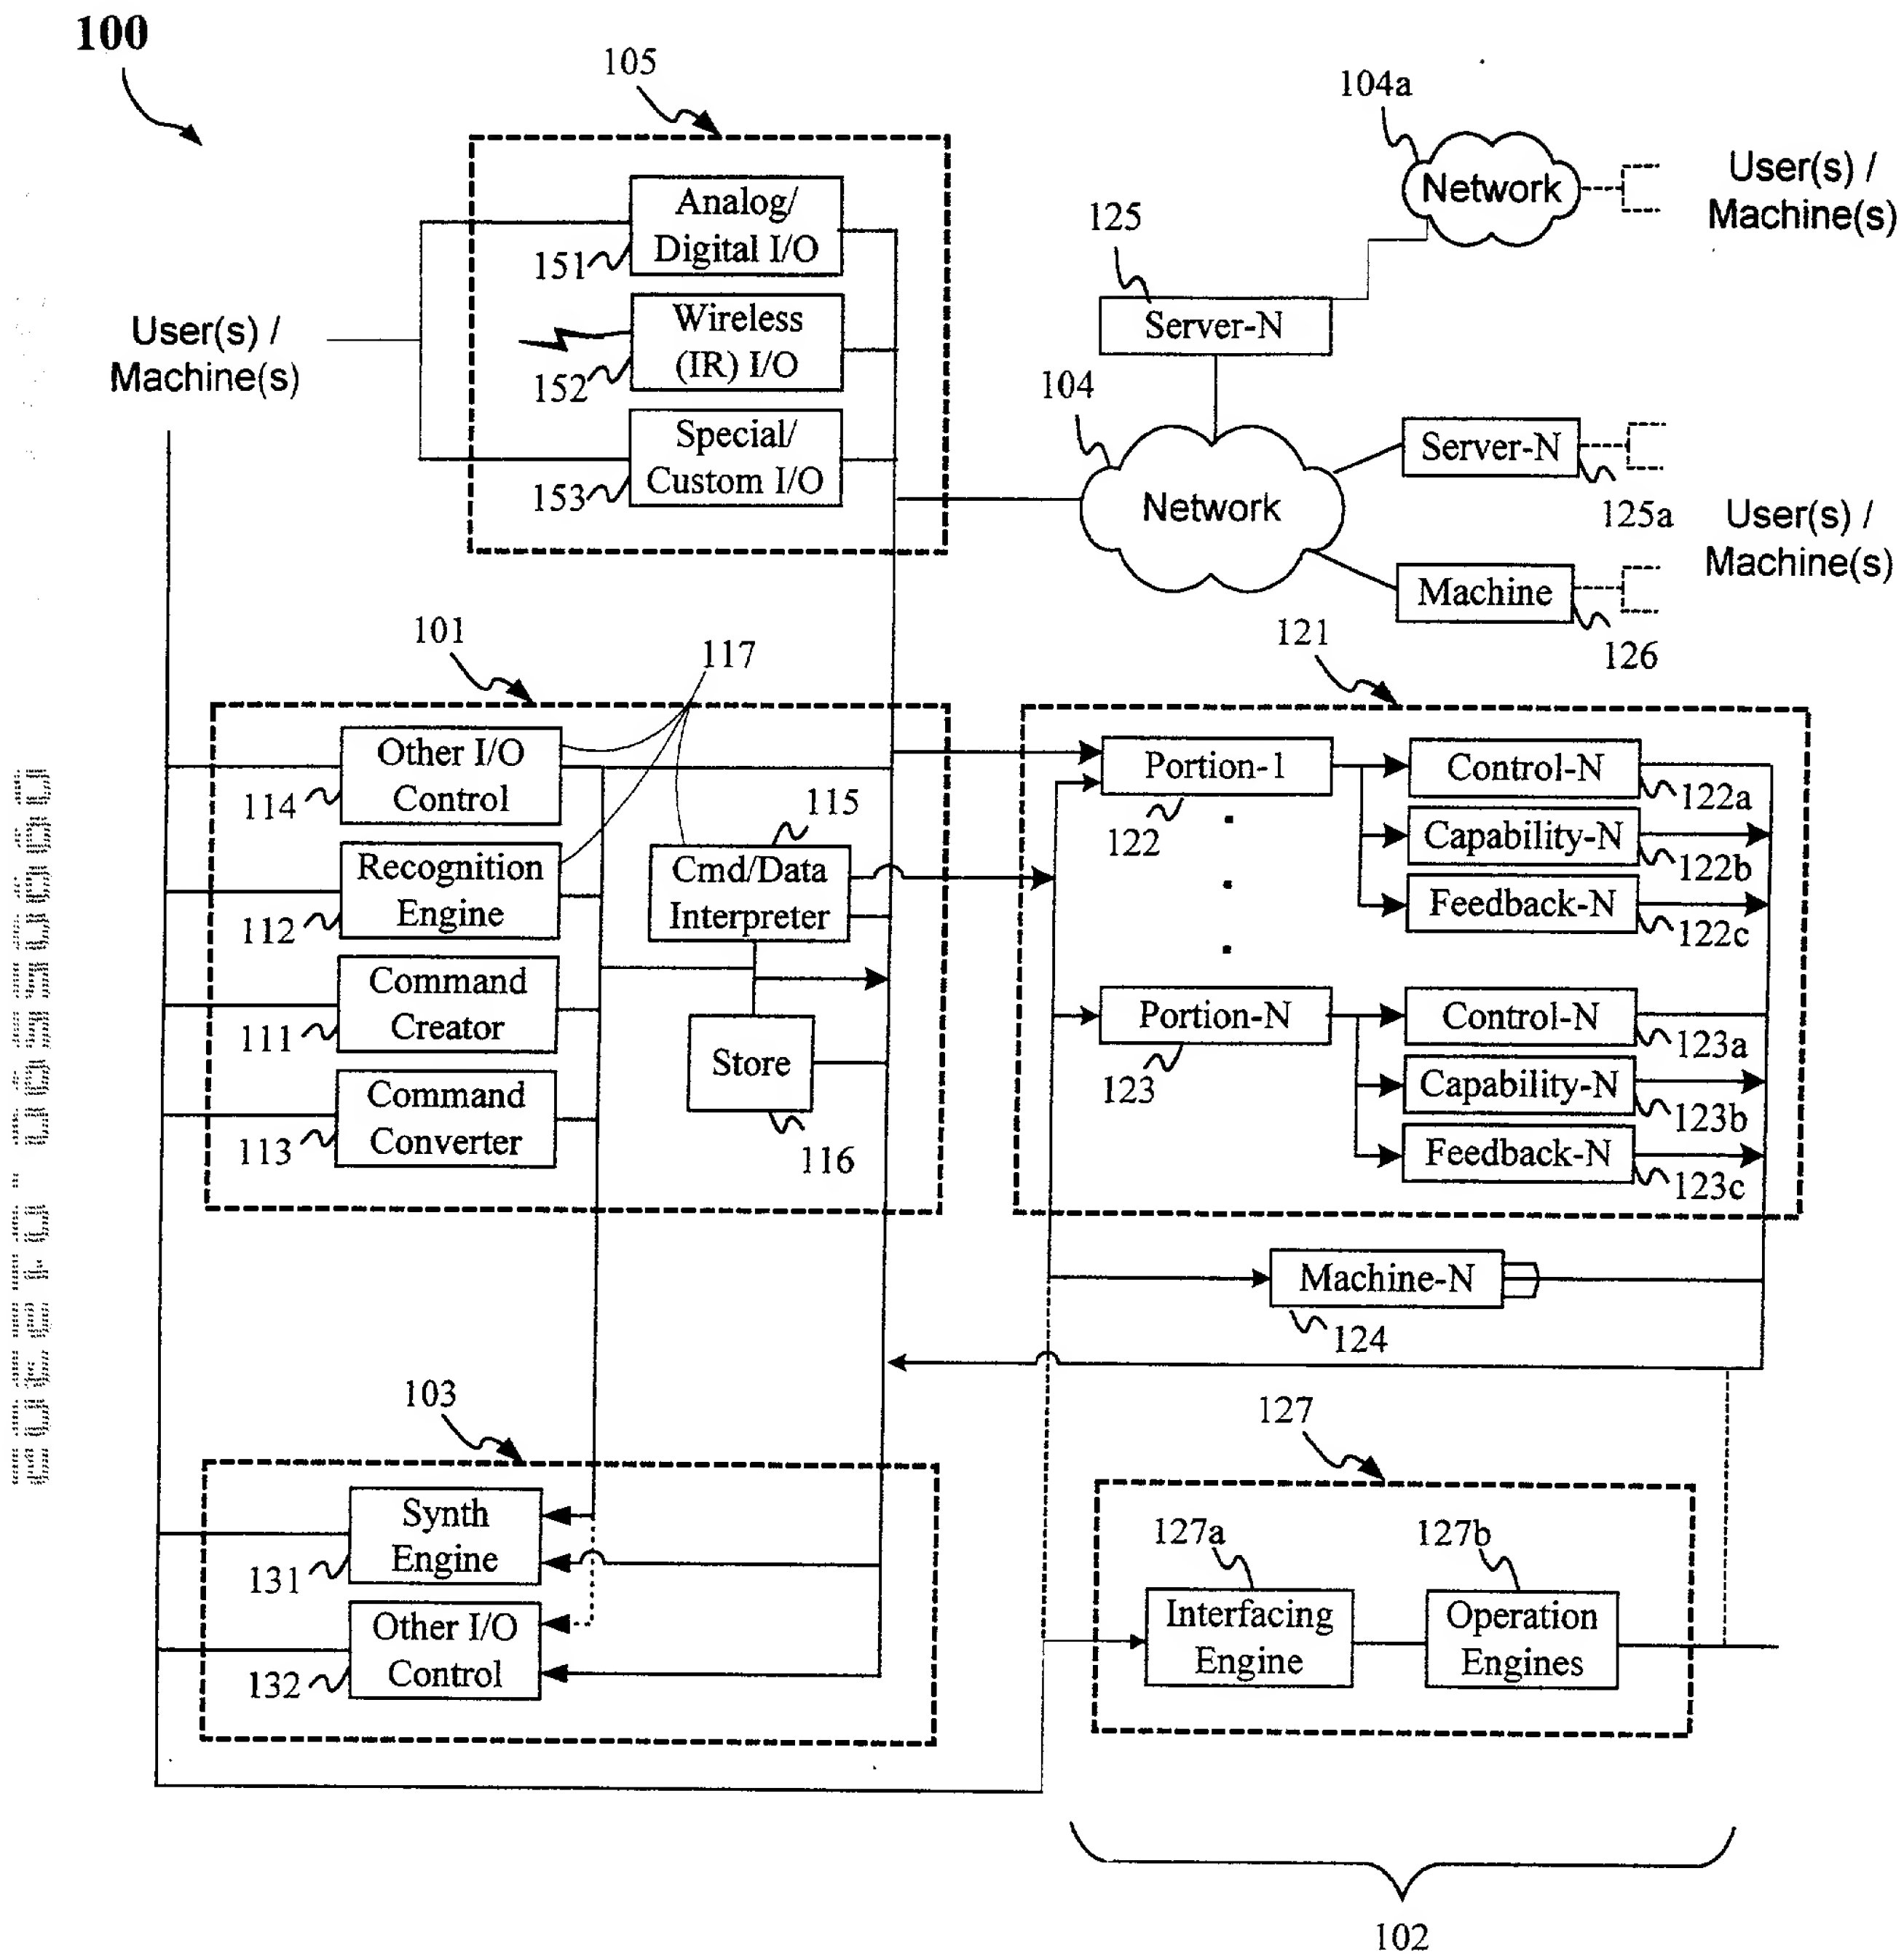 100
105
104a
Network
User(s) /
Machine(s)
Analog/
Digital I/O
151
125
Server-N
User(s) /
Machine(s)
Wireless
(IR) I/O
152
104
Special/
Custom I/O
153
Network
Server-N
125a
User(s) /
Machine(s)
Machine
126
101
117
121
Other I/O
Control
114
115
Recognition
Engine
112
Cmd/Data
Interpreter
Command
Creator
111
Store
116
Command
Converter
113
Portion-1
122
Control-N
122a
Capability-N
122b
Feedback-N
122c
Portion-N
123
Control-N
123a
Capability-N
123b
Feedback-N
123c
Machine-N
124
103
127
Synth
Engine
131
Other I/O
Control
132
127a
127b
Interfacing
Engine
Operation
Engines
102